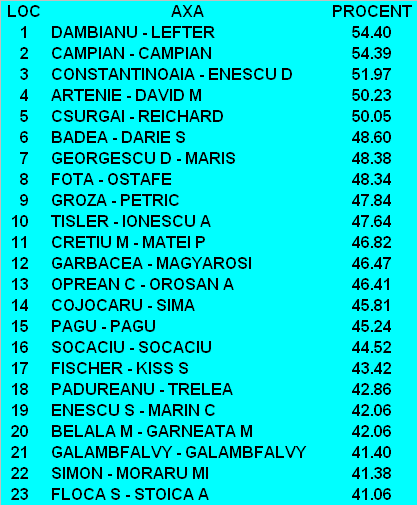 LOC AXA PROCENT
1 DAMBIANU - LEFTER 54.40
2 CAMPIAN - CAMPIAN 54.39
3 CONSTANTINOAIA - ENESCU D 51.97
4 ARTENIE - DAVID M 50.23
5 CSURGAI - REICHARD 50.05
6 BADEA - DARIE S 48.60
7 GEORGESCU D - MARIS 48.38
8 FOTA - OSTAFE 48.34
9 GROZA - PETRIC 47.84
10 TISLER - IONESCU A 47.64
11 CRETIU M - MATEI P 46.82
12 GARBACEA - MAGYAROSI 46.47
13 OPREAN C - OROSAN A 46.41
14 COJOCARU - SIMA 45.81
15 PAGU - PAGU 45.24
16 SOCACIU - SOCACIU 44.52
17 FISCHER - KISS S 43.42
18 PADUREANU - TRELEA 42.86
19 ENESCU S - MARIN C 42.06
20 BELALA M - GARNEATA M 42.06
21 GALAMBFALVY - GALAMBFALVY 41.40
22 SIMON - MORARU MI 41.38
23 FLOCA S - STOICA A 41.06